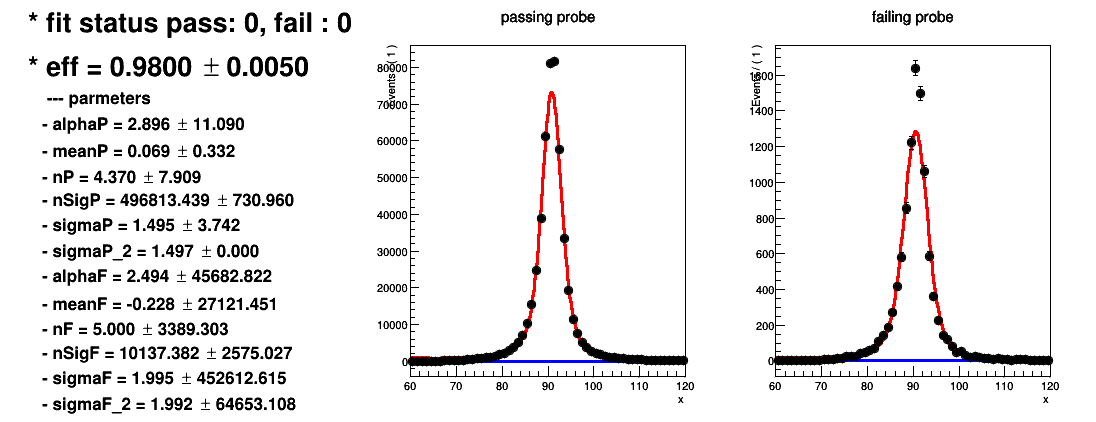 * fit status pass: 0, fail : 0
* eff = 0.9800 ± 0.0050
--- parmeters
- alphaP = 2.896 ± 11.090
- meanP = 0.069 ± 0.332
- nP = 4.370 ± 7.909
- nSigP = 496813.439 ± 730.960
- sigmaP = 1.495 ± 3.742
- sigmaP_2 = 1.497 ± 0.000
- alphaF = 2.494 ± 45682.822
- meanF = -0.228 ± 27121.451
- nF = 5.000 ± 3389.303
- nSigF = 10137.382 ± 2575.027
- sigmaF = 1.995 ± 452612.615
- sigmaF_2 = 1.992 ± 64653.108
passing probe
Events / ( 1 )
80000
70000
60000
50000
40000
30000
20000
10000
0
60 70 80 90 100 110 120
x
failing probe
Events / ( 1 )
1600
1400
1200
1000
800
600
400
200
0
60 70 80 90 100 110 120
x